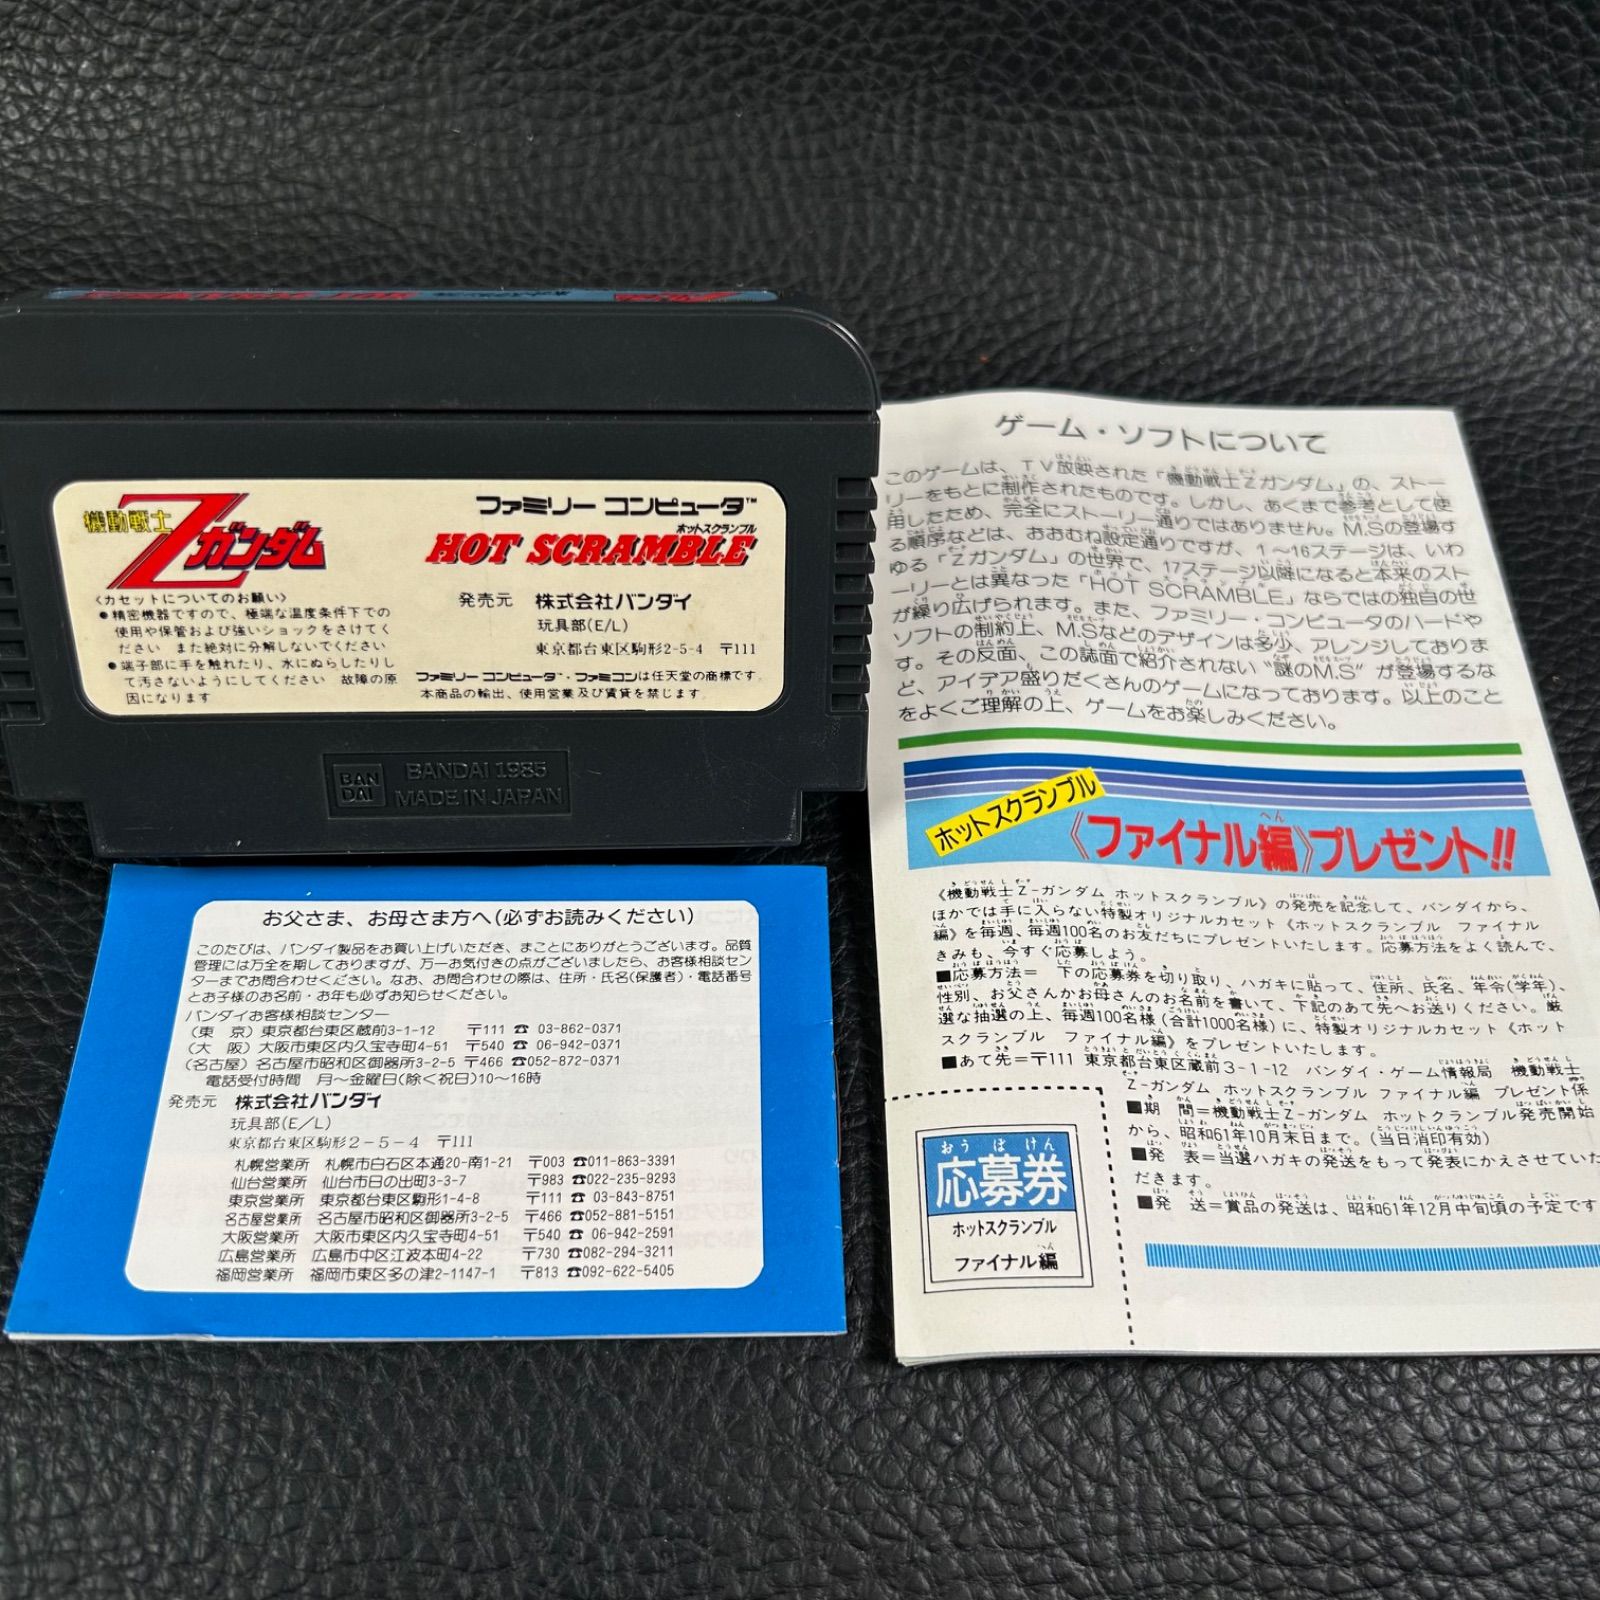 機動戦士
Zガンダム
ファミリー コンピュータ™
ホットスクランブル
HOT SCRAMBLE
〈カセットについてのお願い〉
●精密機器ですので、極端な温度条件下での
使用や保管および強いショックをさけてく
ださい また絶対に分解しないでください
●端子部に手を触れたり、水にぬらしたりし
て汚さないようにしてください 故障の原
因になります
発売元 株式会社バンダイ
玩具部(E/L)
東京都台東区駒形2-5-4 〒111
ファミリー コンピュータ・ファミコンは任天堂の商標です。
本商品の輸出、使用営業及び賃貸を禁じます。
BAN
DAI
BANDAI 1985
MADE IN JAPAN
お父さま、お母さま方へ(必ずお読みください)
このたびは、バンダイ製品をお買い上げいただき、まことにありがとうございます。品質
管理には万全を期しておりますが、万一お気付きの点がございましたら、お客様相談セン
ターまでお問合わせください。なお、お問合わせの際は、住所・氏名(保護者)・電話番号
とお子様のお名前・お年も必ずお知らせください。
バンダイお客様相談センター
(東 京) 東京都台東区蔵前3-1-12 〒111 ☎ 03-862-0371
(大 阪) 大阪市東区内久宝寺町4-51 〒540 ☎ 06-942-0371
(名古屋) 名古屋市昭和区御器所3-2-5 〒466 ☎052-872-0371
電話受付時間 月〜金曜日(除く祝日)10〜16時
発売元 株式会社バンダイ
玩具部(E/L)
東京都台東区駒形2-5-4 〒111
札幌営業所 札幌市白石区本通20-南1-21 〒003 ☎011-863-3391
仙台営業所 仙台市日の出町3-3-7 〒983 ☎022-235-9293
東京営業所 東京都台東区駒形1-4-8 〒111 ☎ 03-843-8751
名古屋営業所 名古屋市昭和区御器所3-2-5 〒466 ☎052-881-5151
大阪営業所 大阪市東区内久宝寺町4-51 〒540 ☎ 06-942-2591
広島営業所 広島市中区江波本町4-22 〒730 ☎082-294-3211
福岡営業所 福岡市東区多の津2-1147-1 〒813 ☎092-622-5405
ゲーム・ソフトについて
このゲームは、TV放映された「機動戦士Zガンダム」の、ストー
リーをもとに制作されたものです。しかし、あくまで参考として使
用したため、完全にストーリー通りではありません。M.Sの登場す
る順序などは、おおむね設定通りですが、1〜16ステージは、いわ
ゆる「Zガンダム」の世界で、17ステージ以降になると本来のスト
ーリーとは異なった「HOT SCRAMBLE」ならではの独自の世
が繰り広げられます。また、ファミリー・コンピュータのハードや
ソフトの制約上、M.Sなどのデザインは多少、アレンジしておりま
す。その反面、この誌面で紹介されない“謎のM.S”が登場するな
ど、アイデア盛りだくさんのゲームになっております。以上のこと
をよくご理解の上、ゲームをお楽しみください。
ホットスクランブル
《ファイナル編》プレゼント!!
《機動戦士Z-ガンダム ホットスクランブル》の発売を記念して、バンダイから、
ほかでは手に入らない特製オリジナルカセット《ホットスクランブル ファイナル
編》を毎週、毎週100名のお友だちにプレゼントいたします。応募方法をよく読んで、
きみも、今すぐ応募しよう。
■応募方法= 下の応募券を切り取り、ハガキに貼って、住所、氏名、年令(学年)、
性別、お父さんかお母さんのお名前を書いて、下記のあて先へお送りください。厳
選な抽選の上、毎週100名様(合計1000名様)に、特製オリジナルカセット《ホット
スクランブル ファイナル編》をプレゼントいたします。
■あて先=〒111 東京都台東区蔵前3-1-12 バンダイ・ゲーム情報局 機動戦士
Z-ガンダム ホットスクランブル ファイナル編 プレゼント係
■期 間=機動戦士Z-ガンダム ホットスクランブル発売開始
から、昭和61年10月末日まで。(当日消印有効)
■発 表=当選ハガキの発送をもって発表にかえさせていた
だきます。
■発 送=賞品の発送は、昭和61年12月中旬頃の予定です
おうぼけん
応募券
ホットスクランブル
ファイナル編